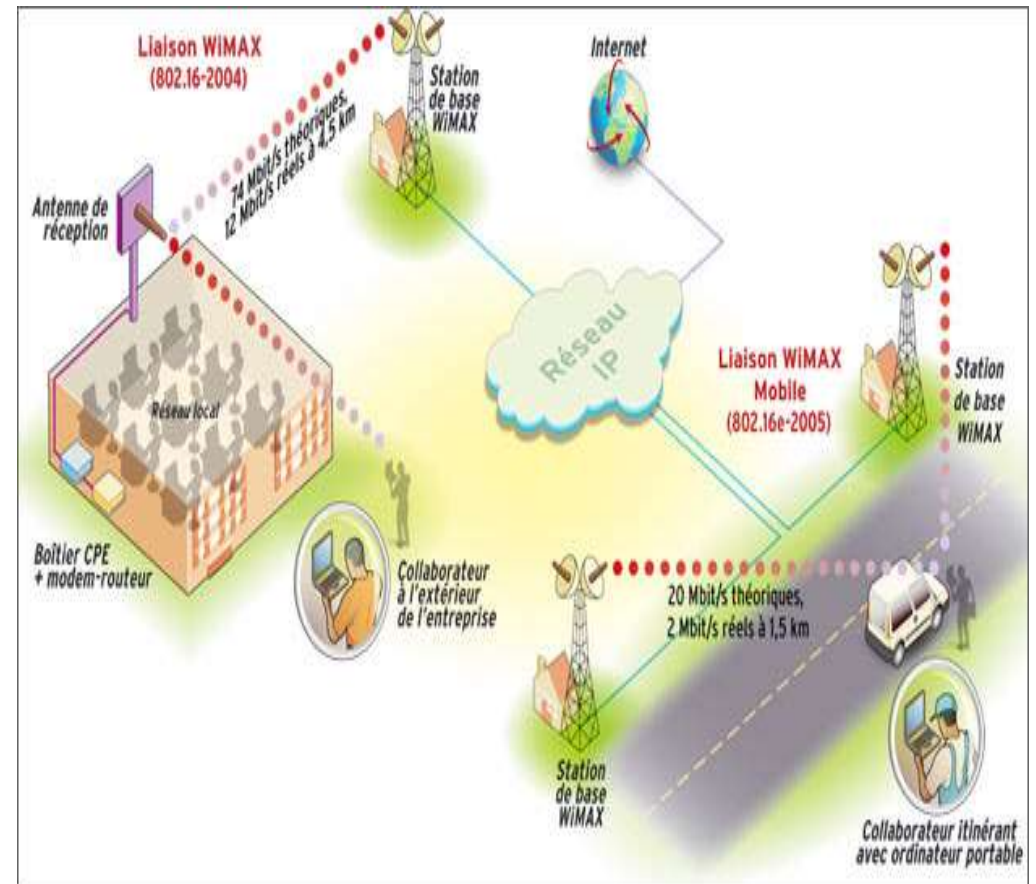 Liaison WiMAX
(802.16-2004)
Station
de base
WiMAX
Internet
74 Mbit/s théoriques,
12 Mbit/s réels à 4,5 km
Antenne de
réception
Réseau local
Boîtier CPE
+ modem-routeur
Collaborateur
à l'extérieur
de l'entreprise
Réseau
IP
Liaison WiMAX
Mobile
(802.16e-2005)
Station
de base
WiMAX
20 Mbit/s théoriques,
2 Mbit/s réels à 1,5 km
Station
de base
WiMAX
Collaborateur itinérant
avec ordinateur portable